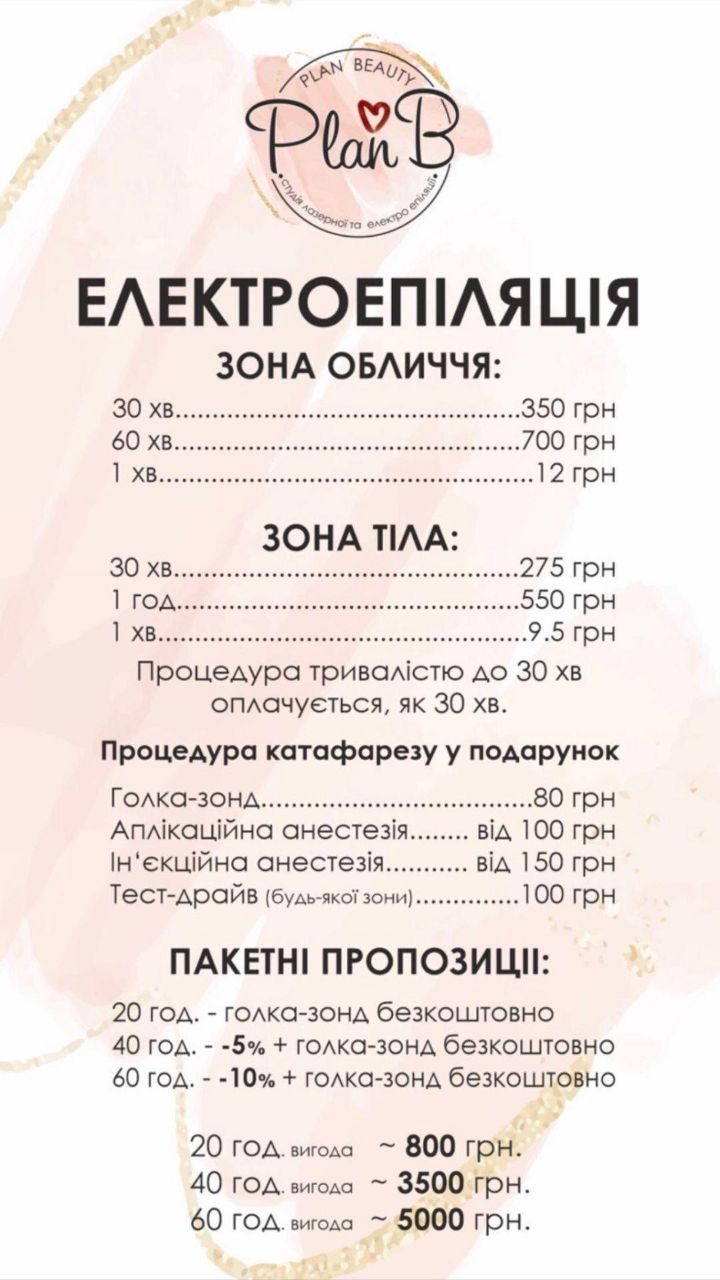 PLAN BEAUTY
Plan B
студія лазерної та електро епіляції
ЕЛЕКТРОЕПІЛЯЦІЯ
ЗОНА ОБЛИЧЧЯ:
30 хв.............................................350 грн
60 хв.............................................700 грн
1 хв.................................................12 грн
ЗОНА ТІЛА:
30 хв.............................................275 грн
1 год.............................................550 грн
1 хв................................................9.5 грн
Процедура тривалістю до 30 хв
оплачується, як 30 хв.
Процедура катафарезу у подарунок
Голка-зонд...................................80 грн
Аплікаційна анестезія........ від 100 грн
Ін‘єкційна анестезія........... від 150 грн
Тест-драйв (будь-якої зони)..............100 грн
ПАКЕТНІ ПРОПОЗИЦІІ:
20 год. - голка-зонд безкоштовно
40 год. - -5% + голка-зонд безкоштовно
60 год. - -10% + голка-зонд безкоштовно
20 год. вигода ~ 800 грн.
40 год. вигода ~ 3500 грн.
60 год. вигода ~ 5000 грн.